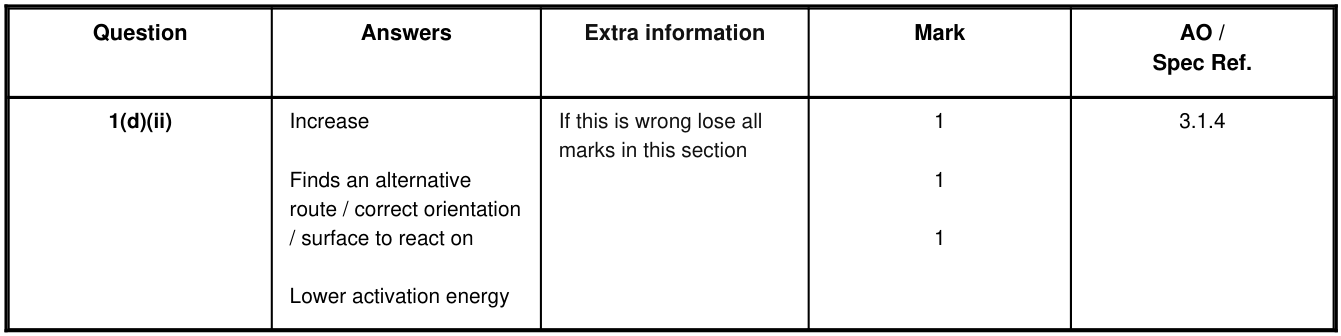 Question Answers Extra information Mark AO /
Spec Ref.
1(d)(ii) Increase If this is wrong lose all 1 3.1.4
marks in this section
Finds an alternative 1
route / correct orientation
/ surface to react on 1
Lower activation energy